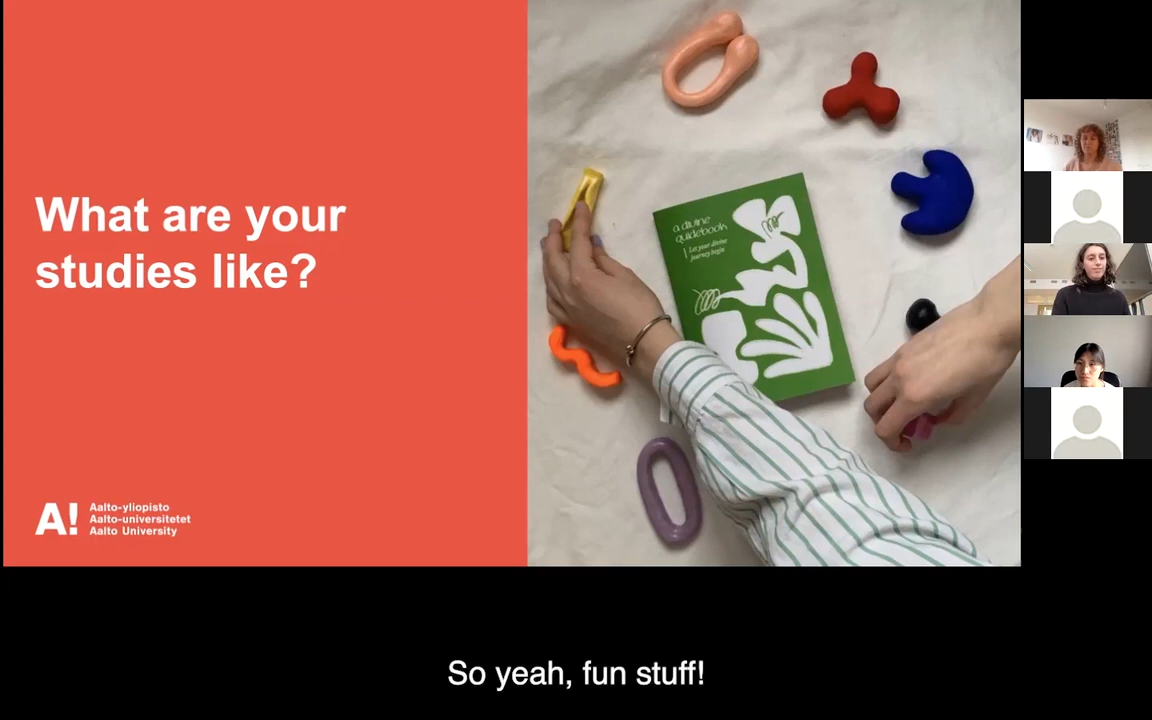 What are your
studies like?
A! Aalto-yliopisto
Aalto-universitetet
Aalto University
a divine
guidebook
Let your divine
journey begin
So yeah, fun stuff!